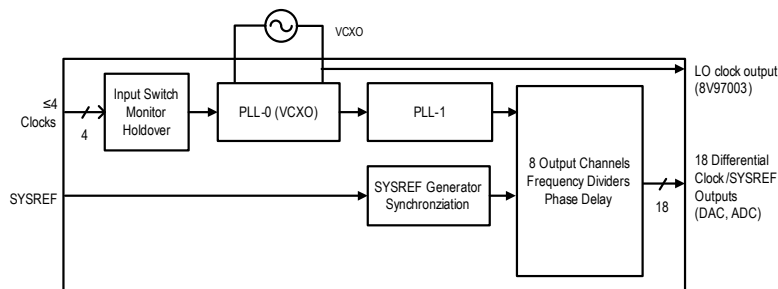 VCXO
LO clock output
(8V97003)
≤4
Clocks
4
Input Switch
Monitor
Holdover
PLL-0 (VCXO)
PLL-1
8 Output Channels
Frequency Dividers
Phase Delay
18 Differential
Clock/SYSREF
Outputs
(DAC, ADC)
18
SYSREF
SYSREF Generator
Synchronziation